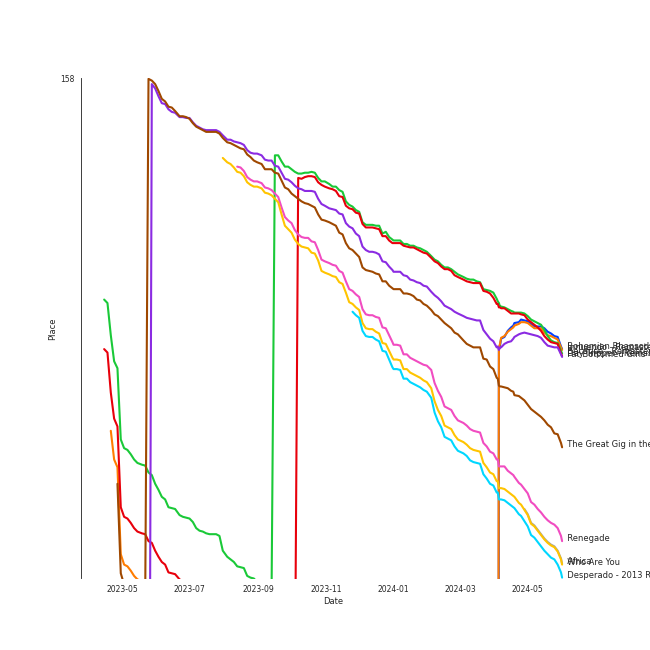 158
Place
Bohemian Rhapsody
The Great Gig in the
Renegade
Africa
Who Are You
Desperado - 2013 R
2023-05
2023-07
2023-09
2023-11
2024-01
2024-03
2024-05
Date